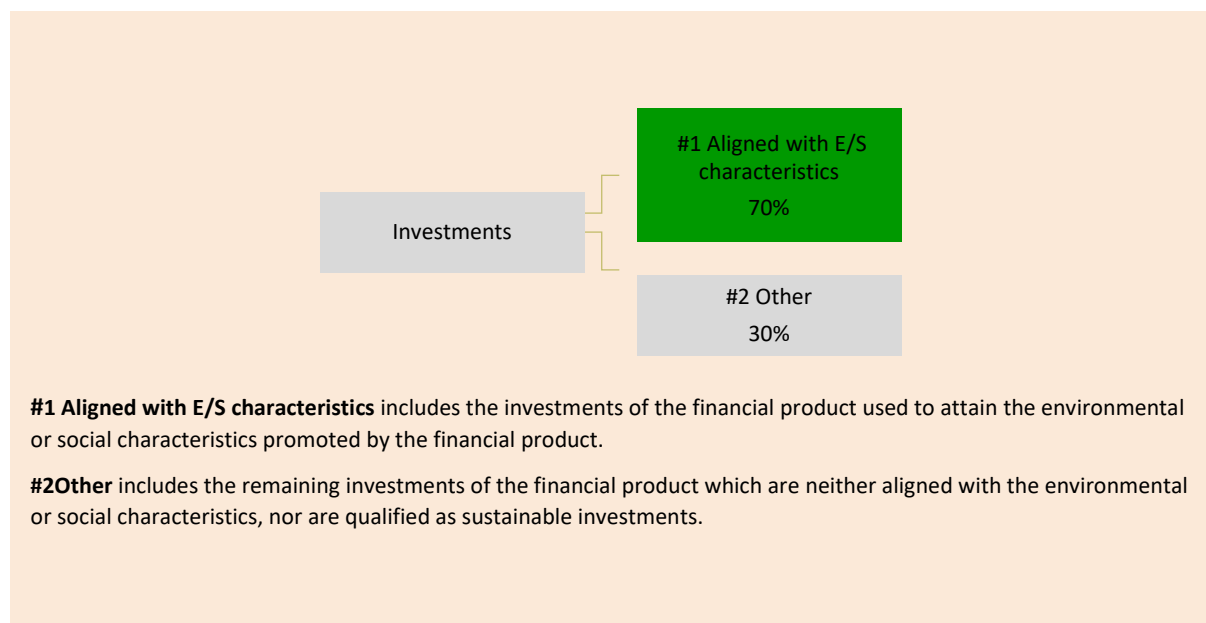 #1 Aligned with E/S
characteristics
70%
Investments
#2 Other
30%
#1 Aligned with E/S characteristics includes the investments of the financial product used to attain the environmental
or social characteristics promoted by the financial product.
#2Other includes the remaining investments of the financial product which are neither aligned with the environmental
or social characteristics, nor are qualified as sustainable investments.